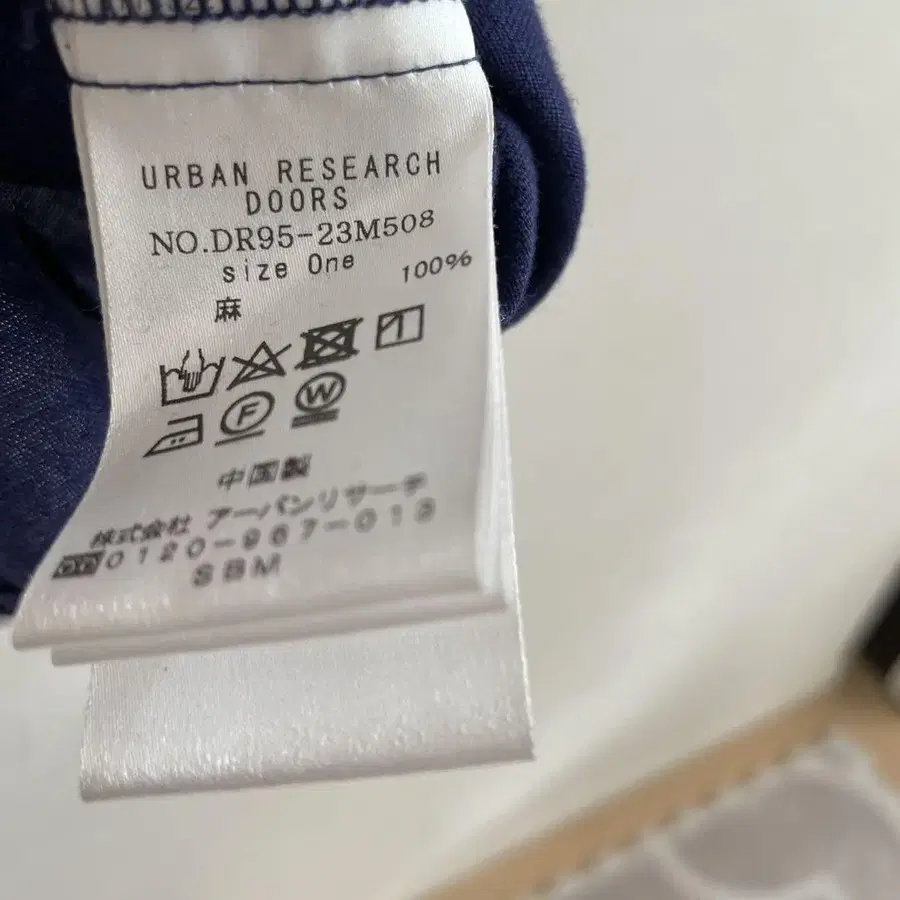 URBAN RESEARCH
DOORS
NO.DR95-23M508
size One
麻 100%
F W
中国製
株式会社 アーバンリサーチ
0120-967-013
SBM